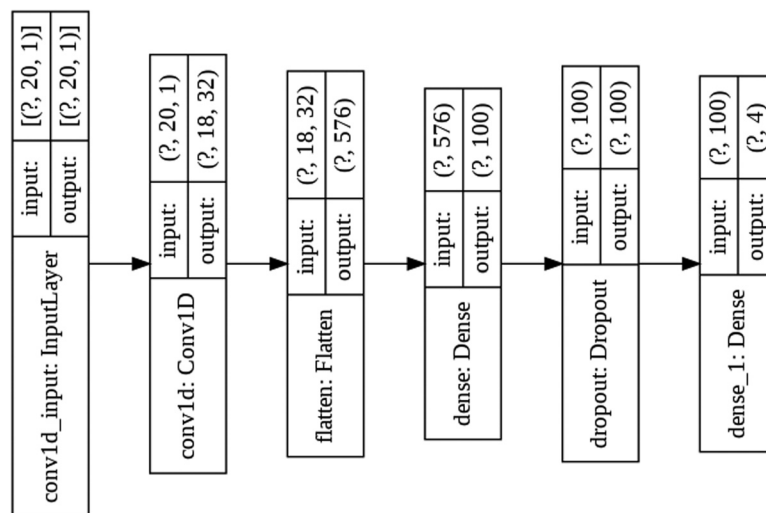 conv1d_input: InputLayer
input:
[(?, 20, 1)]
output:
[(?, 20, 1)]
conv1d: Conv1D
input:
(?, 20, 1)
output:
(?, 18, 32)
flatten: Flatten
input:
(?, 18, 32)
output:
(?, 576)
dense: Dense
input:
(?, 576)
output:
(?, 100)
dropout: Dropout
input:
(?, 100)
output:
(?, 100)
dense_1: Dense
input:
(?, 100)
output:
(?, 4)